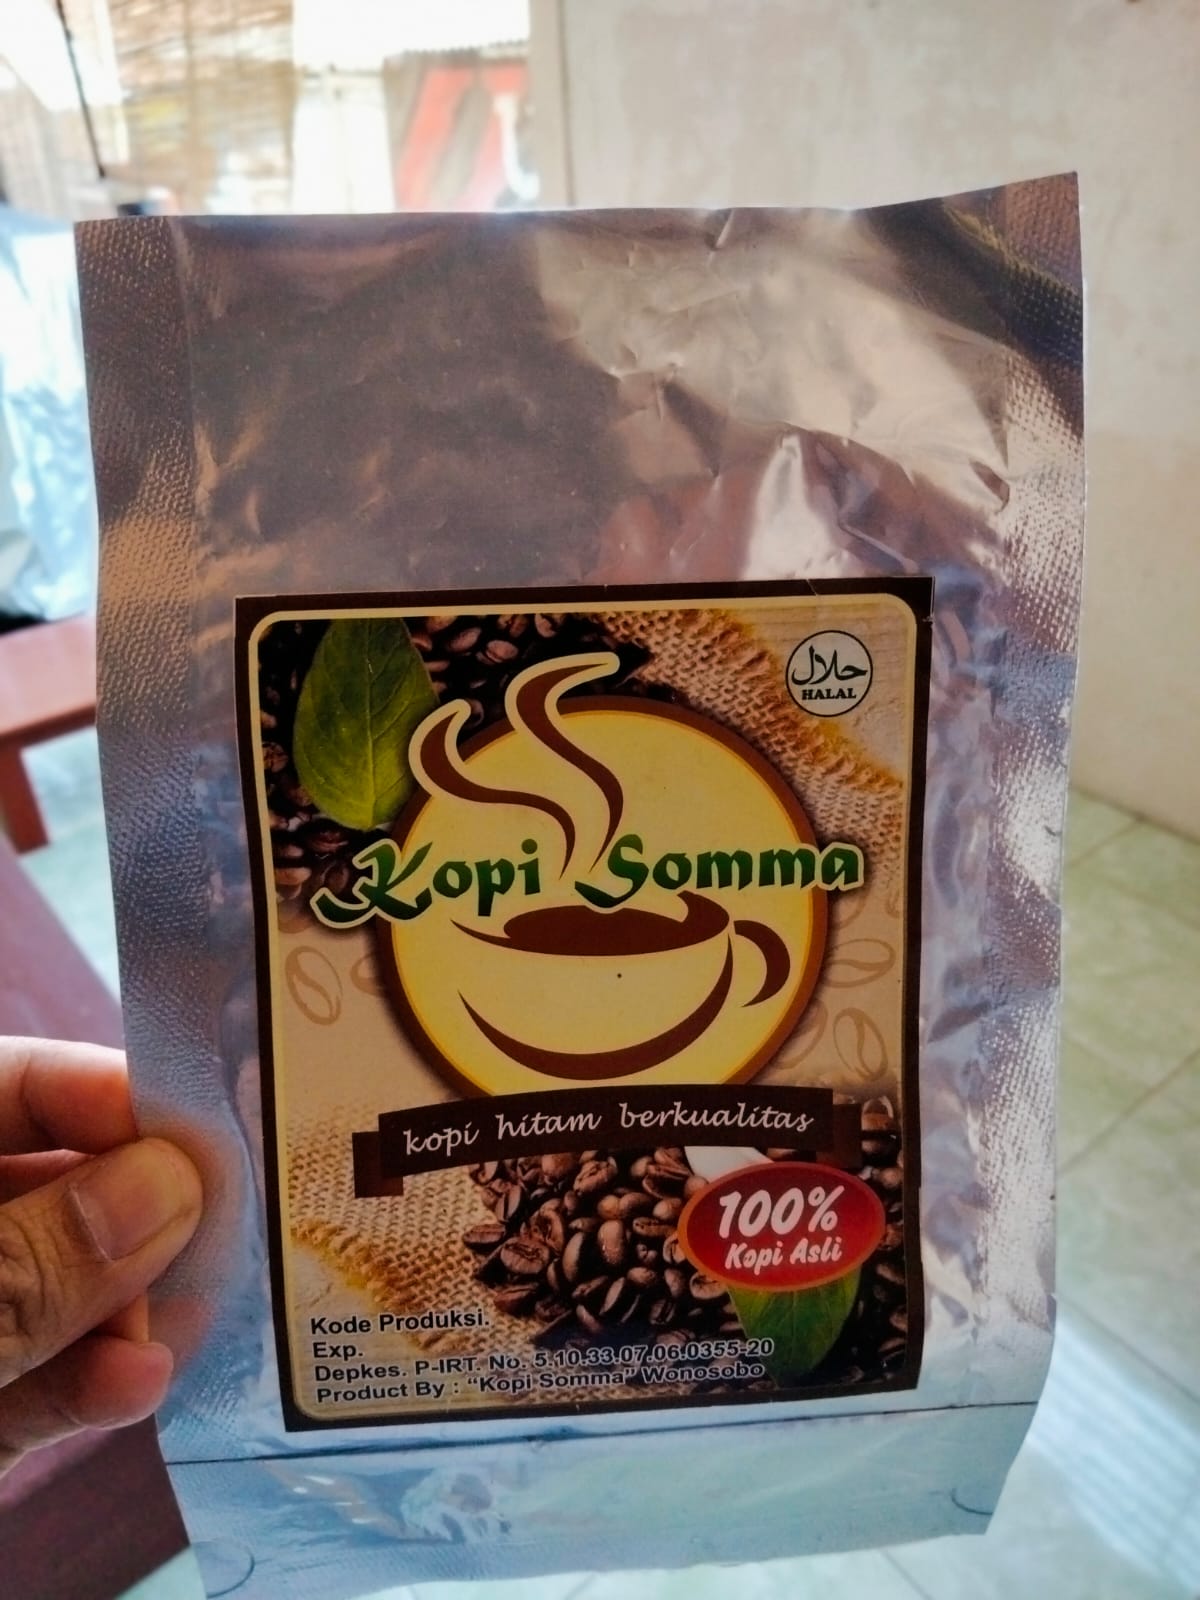 حلال
HALAL
Kopi Somma
kopi hitam berkualitas
100%
Kopi Asli
Kode Produksi.
Exp.
Depkes. P-IRT. No. 5.10.33.07.06.0355-20
Product By : “Kopi Somma” Wonosobo